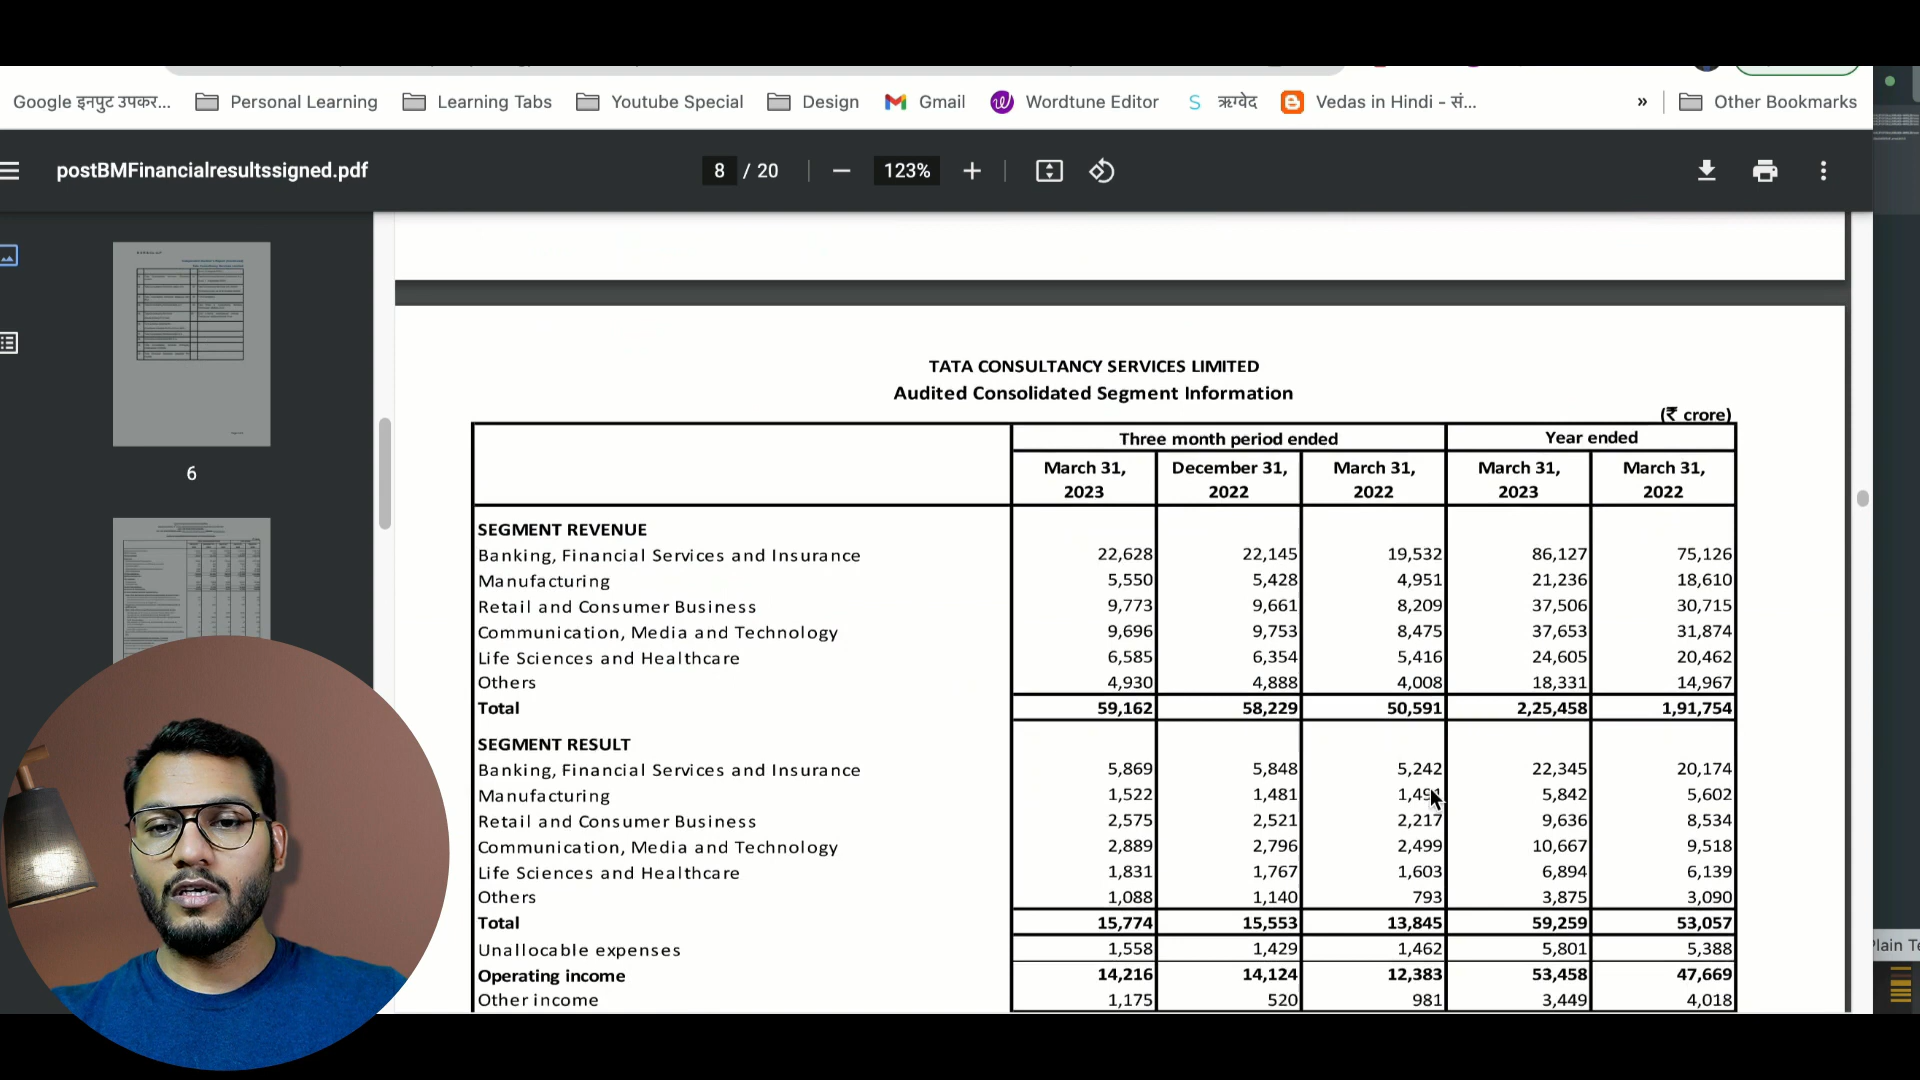 Google इनपुट उपकर... Personal Learning Learning Tabs Youtube Special Design Gmail Wordtune Editor S ऋग्वेद Vedas in Hindi - सं... » Other Bookmarks
postBMFinancialresultssigned.pdf 8 / 20 — 123% +
6
TATA CONSULTANCY SERVICES LIMITED
Audited Consolidated Segment Information
(₹ crore)
Three month period ended Year ended
March 31, December 31, March 31, March 31, March 31,
2023 2022 2022 2023 2022
SEGMENT REVENUE
Banking, Financial Services and Insurance 22,628 22,145 19,532 86,127 75,126
Manufacturing 5,550 5,428 4,951 21,236 18,610
Retail and Consumer Business 9,773 9,661 8,209 37,506 30,715
Communication, Media and Technology 9,696 9,753 8,475 37,653 31,874
Life Sciences and Healthcare 6,585 6,354 5,416 24,605 20,462
Others 4,930 4,888 4,008 18,331 14,967
Total 59,162 58,229 50,591 2,25,458 1,91,754
SEGMENT RESULT
Banking, Financial Services and Insurance 5,869 5,848 5,242 22,345 20,174
Manufacturing 1,522 1,481 1,491 5,842 5,602
Retail and Consumer Business 2,575 2,521 2,217 9,636 8,534
Communication, Media and Technology 2,889 2,796 2,499 10,667 9,518
Life Sciences and Healthcare 1,831 1,767 1,603 6,894 6,139
Others 1,088 1,140 793 3,875 3,090
Total 15,774 15,553 13,845 59,259 53,057
Unallocable expenses 1,558 1,429 1,462 5,801 5,388
Operating income 14,216 14,124 12,383 53,458 47,669
Other income 1,175 520 981 3,449 4,018